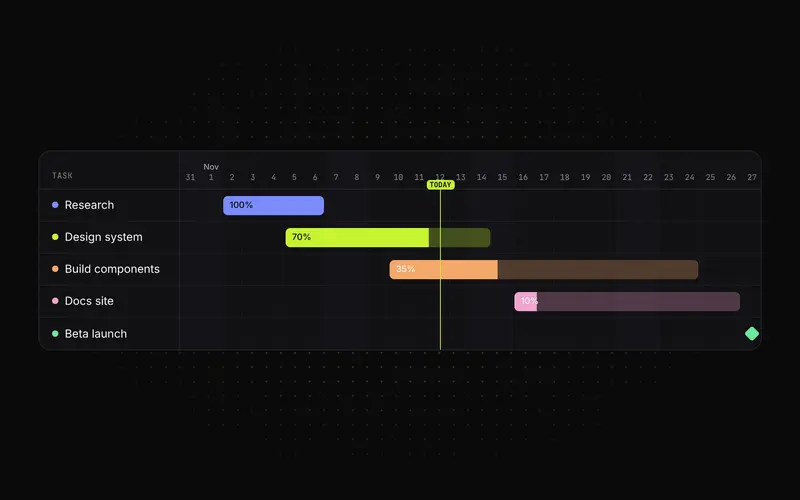 Nov
TASK 31 1 2 3 4 5 6 7 8 9 10 11 12 13 14 15 16 17 18 19 20 21 22 23 24 25 26 27
TODAY
Research 100%
Design system 70%
Build components 35%
Docs site 10%
Beta launch